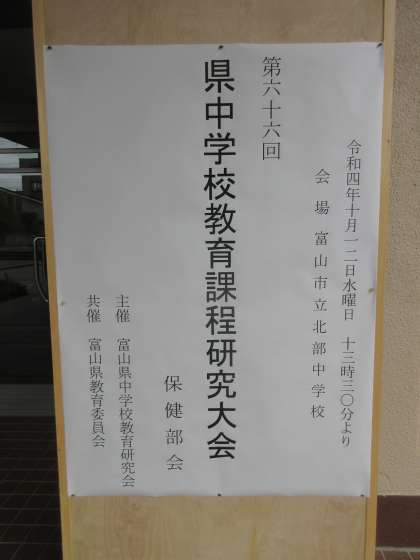 令和四年十月一二日水曜日　十三時三〇分より
会場　富山市立北部中学校
第六十六回
県中学校教育課程研究大会
保健部会
主催　富山県中学校教育研究会
共催　富山県教育委員会